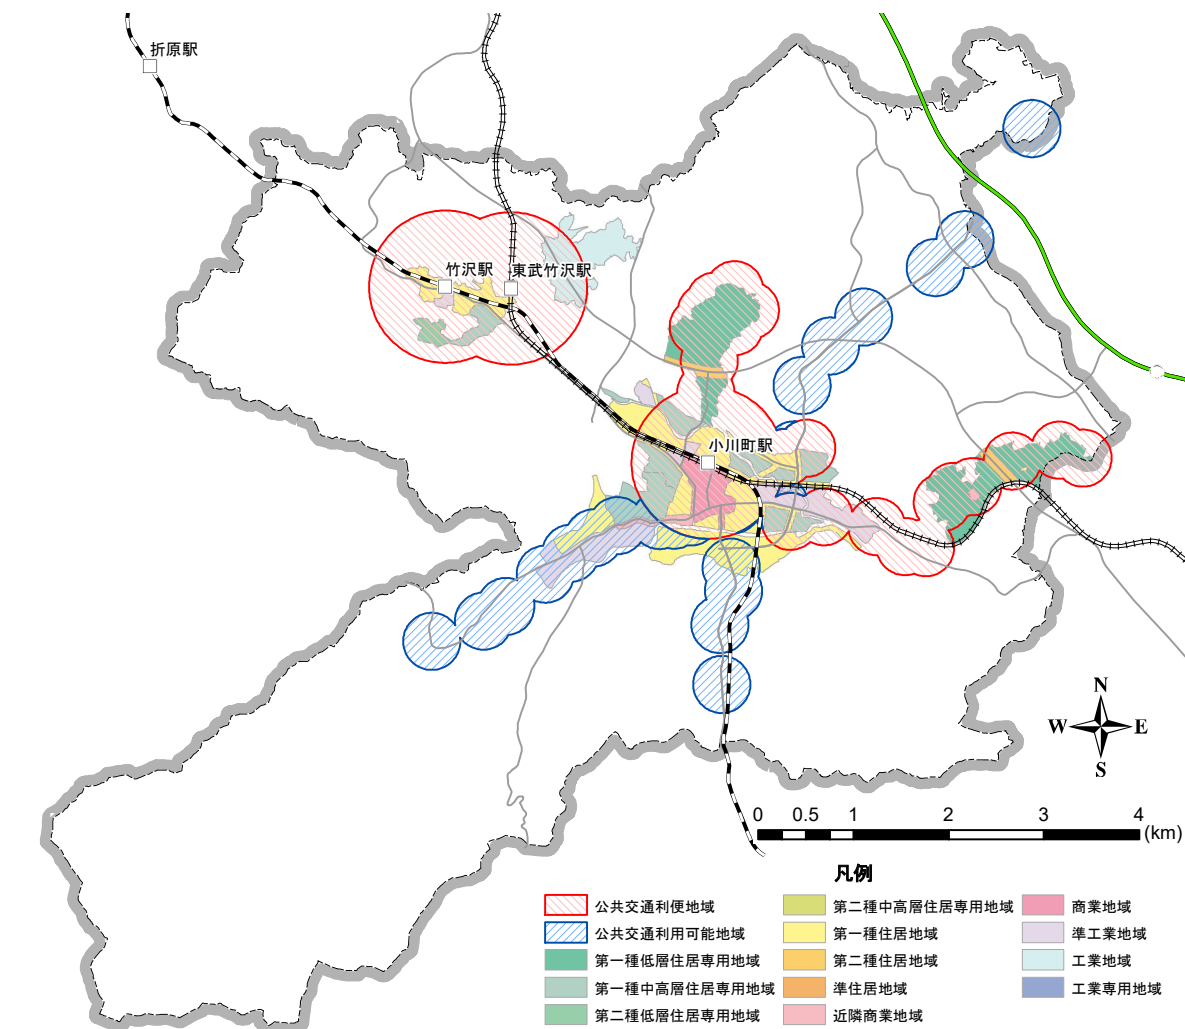 折原駅
竹沢駅
東武竹沢駅
小川町駅
N
W E
S
0 0.5 1 2 3 4
(km)
凡例
公共交通利便地域
公共交通利用可能地域
第一種低層住居専用地域
第一種中高層住居専用地域
第二種低層住居専用地域
第二種中高層住居専用地域
第一種住居地域
第二種住居地域
準住居地域
近隣商業地域
商業地域
準工業地域
工業地域
工業専用地域